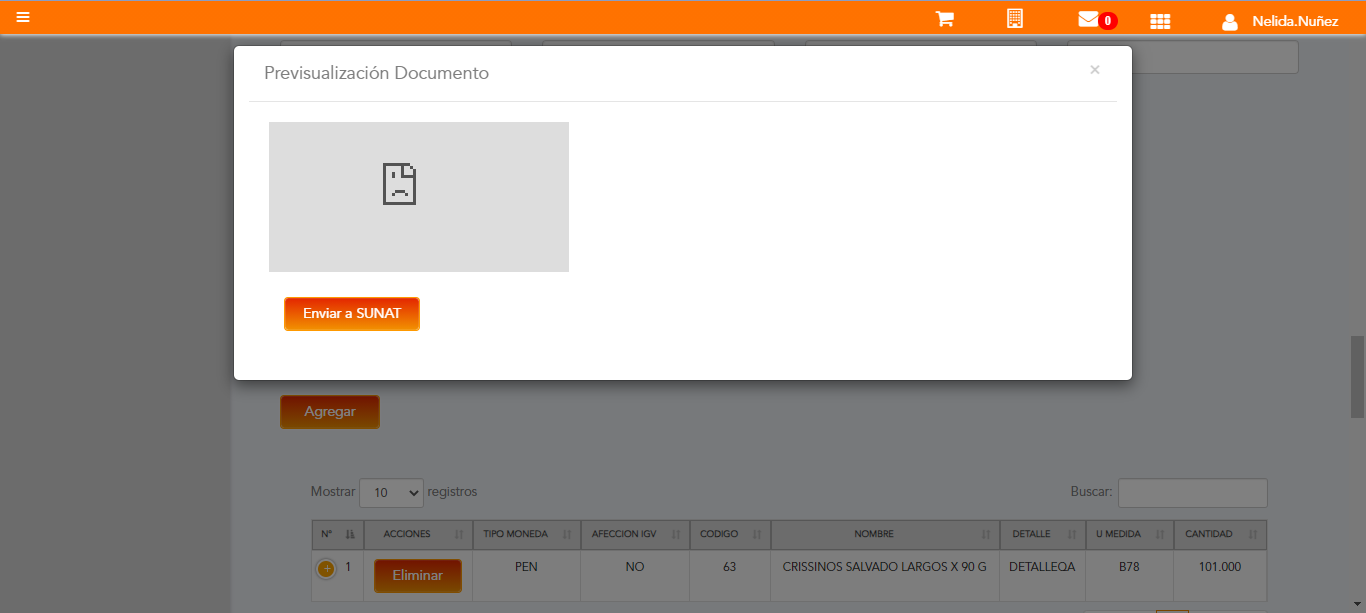 0
Nelida.Nuñez
Previsualización Documento
×
Enviar a SUNAT
Agregar
Mostrar 10 registros
Buscar:
N° ACCIONES TIPO MONEDA AFECCION IGV CODIGO NOMBRE DETALLE U MEDIDA CANTIDAD
1 Eliminar PEN NO 63 CRISSINOS SALVADO LARGOS X 90 G DETALLEQA B78 101.000